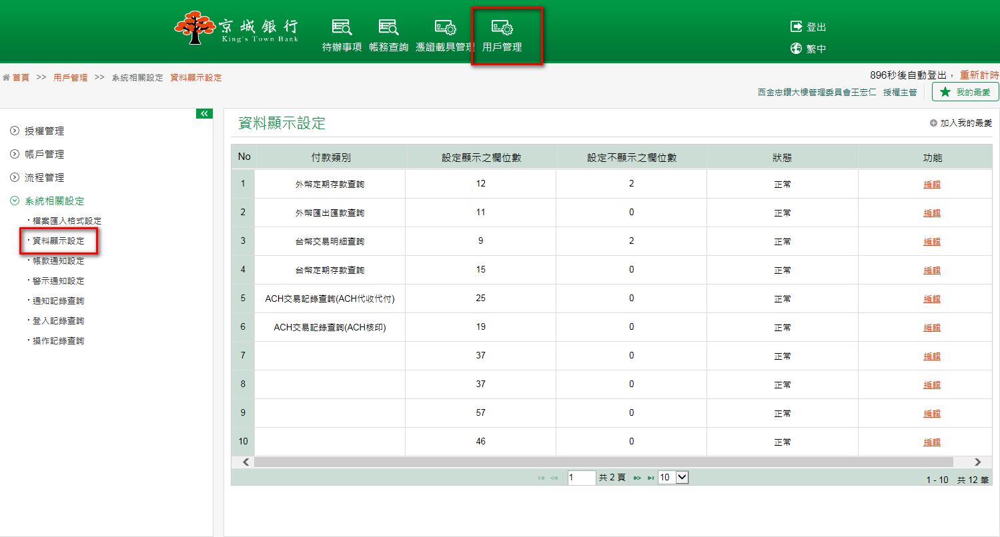 京城銀行
King's Town Bank
待辦事項 帳務查詢 憑證載具管理 用戶管理
登出
繁中
首頁 >> 用戶管理 >> 系統相關設定 資料顯示設定
896秒後自動登出， 重新計時
西金忠鑽大樓管理委員會王宏仁 授權主管 我的最愛
授權管理
帳戶管理
流程管理
系統相關設定
‧檔案匯入格式設定
‧資料顯示設定
‧帳款通知設定
‧警示通知設定
‧通知記錄查詢
‧登入記錄查詢
‧操作記錄查詢
資料顯示設定
加入我的最愛
No 付款類別 設定顯示之欄位數 設定不顯示之欄位數 狀態 功能
1 外幣定期存款查詢 12 2 正常 編輯
2 外幣匯出匯款查詢 11 0 正常 編輯
3 台幣交易明細查詢 9 2 正常 編輯
4 台幣定期存款查詢 15 0 正常 編輯
5 ACH交易記錄查詢(ACH代收代付) 25 0 正常 編輯
6 ACH交易記錄查詢(ACH核印) 19 0 正常 編輯
7 37 0 正常 編輯
8 37 0 正常 編輯
9 57 0 正常 編輯
10 46 0 正常 編輯
1 共 2 頁 10
1 - 10 共 12 筆